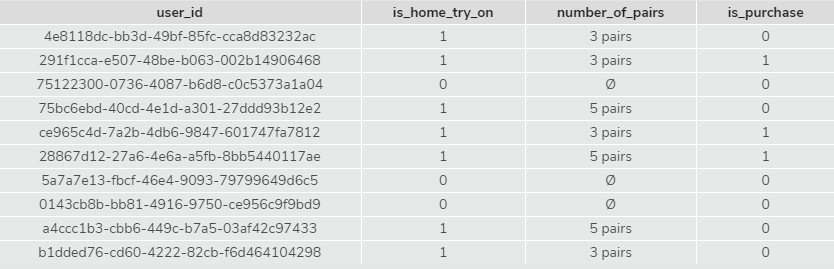 user_id is_home_try_on number_of_pairs is_purchase
4e8118dc-bb3d-49bf-85fc-cca8d83232ac 1 3 pairs 0
291f1cca-e507-48be-b063-002b14906468 1 3 pairs 1
75122300-0736-4087-b6d8-c0c5373a1a04 0 Ø 0
75bc6ebd-40cd-4e1d-a301-27ddd93b12e2 1 5 pairs 0
ce965c4d-7a2b-4db6-9847-601747fa7812 1 3 pairs 1
28867d12-27a6-4e6a-a5fb-8bb5440117ae 1 5 pairs 1
5a7a7e13-fbcf-46e4-9093-79799649d6c5 0 Ø 0
0143cb8b-bb81-4916-9750-ce956c9f9bd9 0 Ø 0
a4ccc1b3-cbb6-449c-b7a5-03af42c97433 1 5 pairs 0
b1dded76-cd60-4222-82cb-f6d464104298 1 3 pairs 0